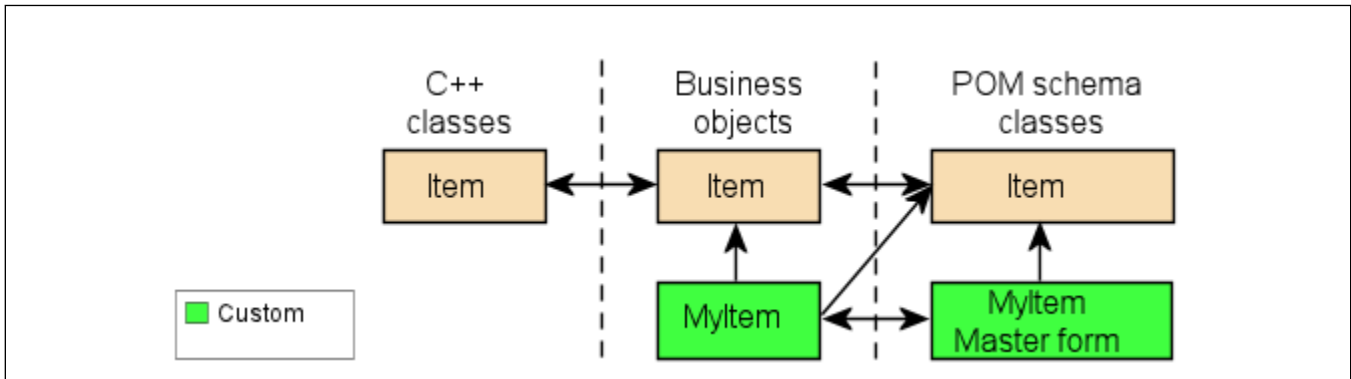 C++
classes
Business
objects
POM schema
classes
Item
Item
Item
Custom
MyItem
MyItem
Master form